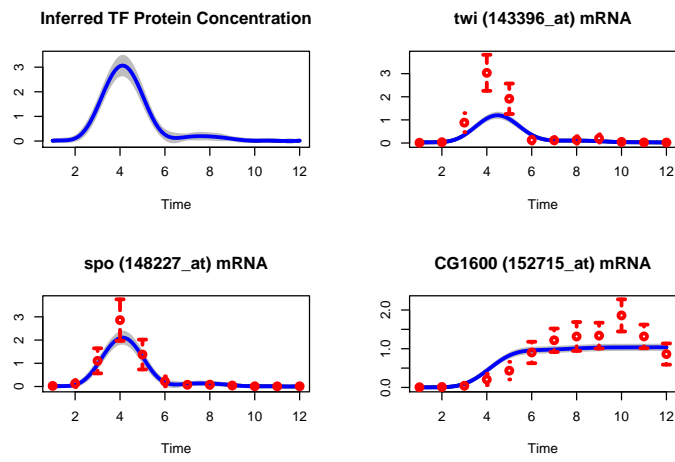 Inferred TF Protein Concentration
3
2
1
0
2 4 6 8 10 12
Time
twi (143396_at) mRNA
3
2
1
0
2 4 6 8 10 12
Time
spo (148227_at) mRNA
3
2
1
0
2 4 6 8 10 12
Time
CG1600 (152715_at) mRNA
2.0
1.0
0.0
2 4 6 8 10 12
Time